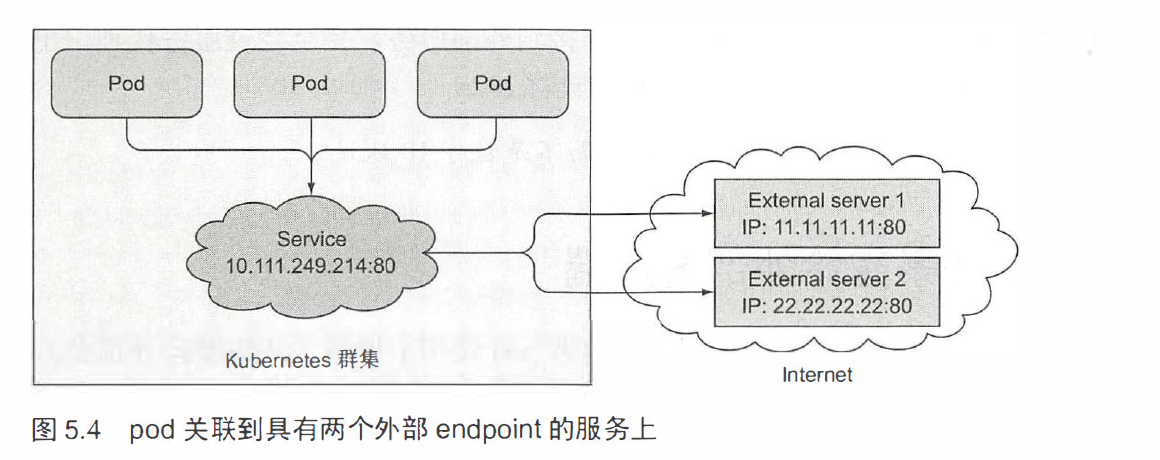 Pod
Pod
Pod
Service
10.111.249.214:80
External server 1
IP: 11.11.11.11:80
External server 2
IP: 22.22.22.22:80
Kubernetes 群集
Internet
图 5.4 pod 关联到具有两个外部 endpoint 的服务上